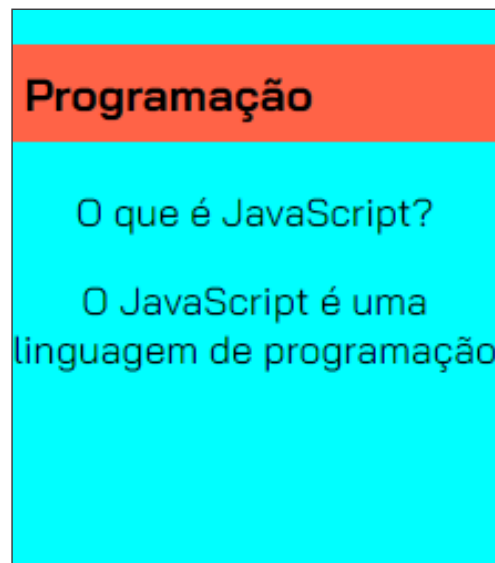 Programação
O que é JavaScript?
O JavaScript é uma
linguagem de programação